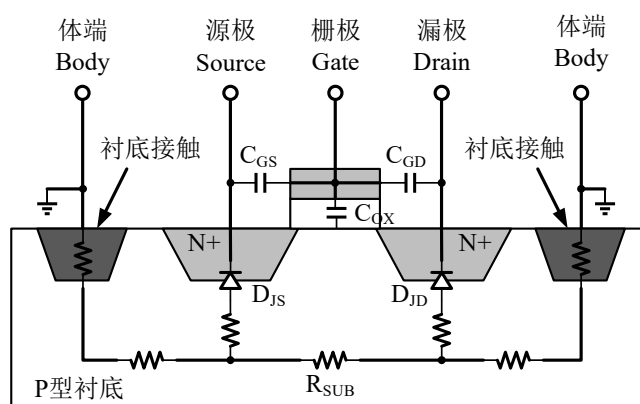 体端
Body
源极
Source
栅极
Gate
漏极
Drain
体端
Body
衬底接触
C_GS
C_GD
衬底接触
C_OX
N+
N+
D_JS
D_JD
P型衬底
R_SUB